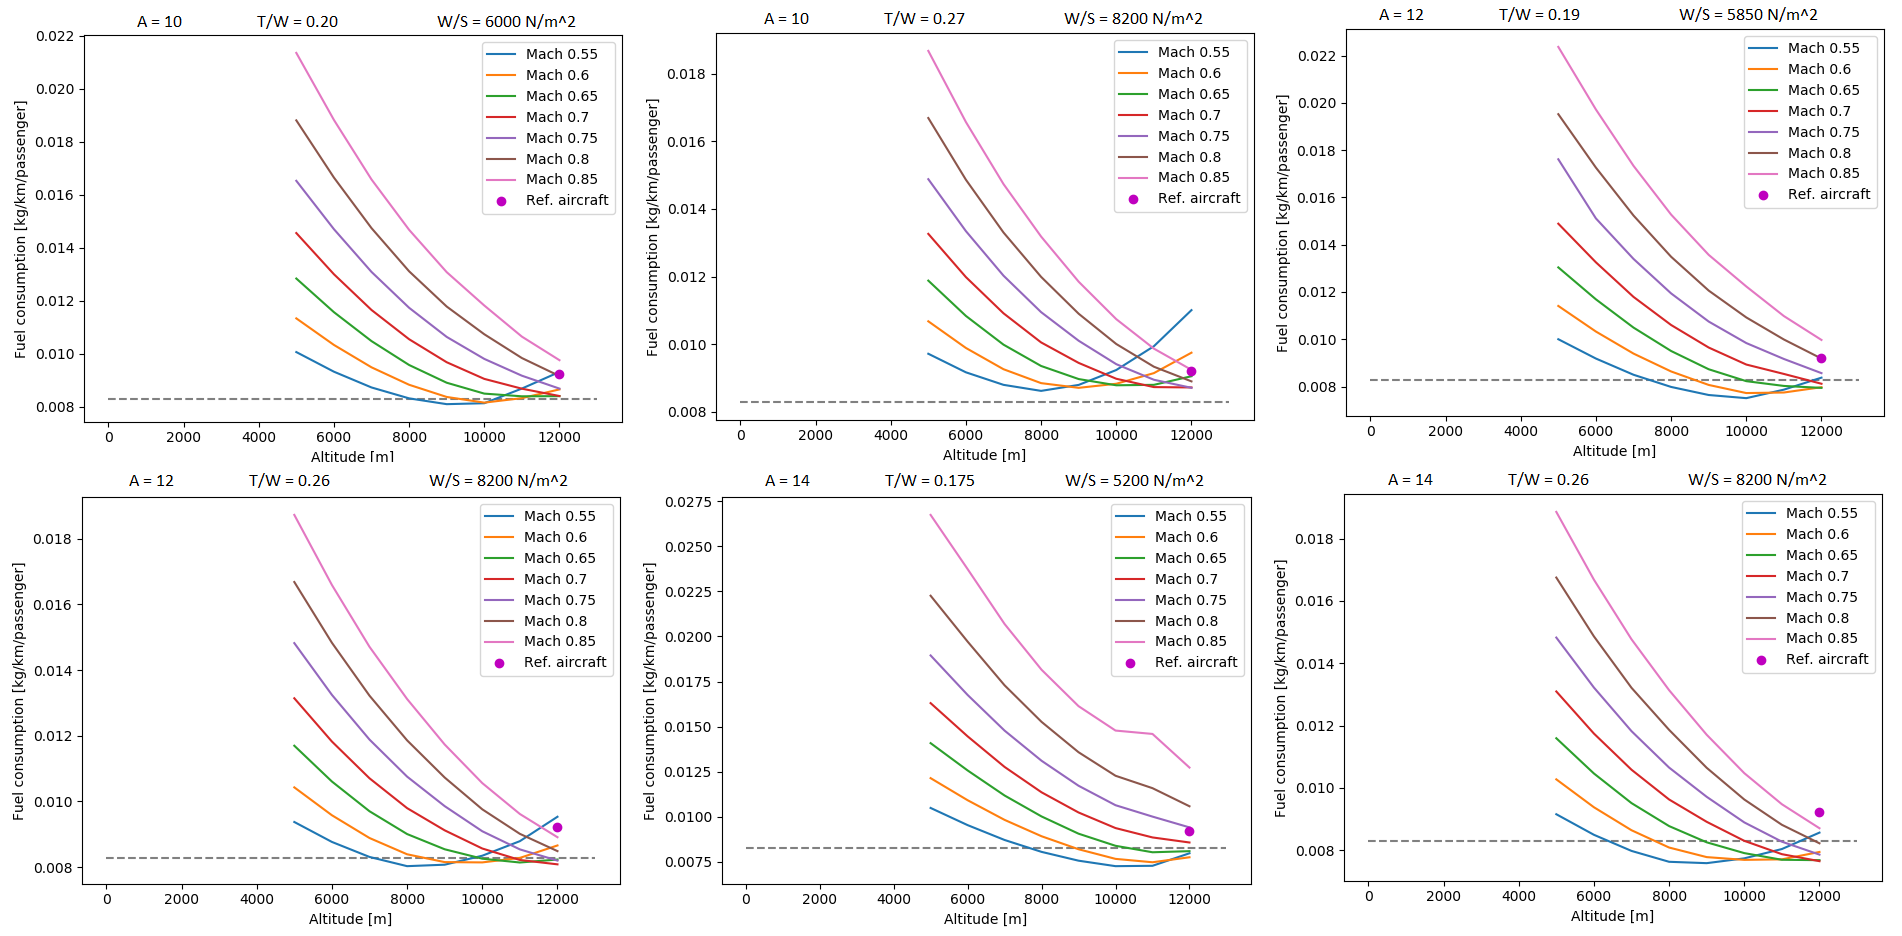 A = 10 T/W = 0.20 W/S = 6000 N/m^2
Fuel consumption [kg/km/passenger]
0.022
0.020
0.018
0.016
0.014
0.012
0.010
0.008
Mach 0.55
Mach 0.6
Mach 0.65
Mach 0.7
Mach 0.75
Mach 0.8
Mach 0.85
Ref. aircraft
0 2000 4000 6000 8000 10000 12000
Altitude [m]
A = 10 T/W = 0.27 W/S = 8200 N/m^2
Fuel consumption [kg/km/passenger]
0.018
0.016
0.014
0.012
0.010
0.008
Mach 0.55
Mach 0.6
Mach 0.65
Mach 0.7
Mach 0.75
Mach 0.8
Mach 0.85
Ref. aircraft
0 2000 4000 6000 8000 10000 12000
Altitude [m]
A = 12 T/W = 0.19 W/S = 5850 N/m^2
Fuel consumption [kg/km/passenger]
0.022
0.020
0.018
0.016
0.014
0.012
0.010
0.008
Mach 0.55
Mach 0.6
Mach 0.65
Mach 0.7
Mach 0.75
Mach 0.8
Mach 0.85
Ref. aircraft
0 2000 4000 6000 8000 10000 12000
Altitude [m]
A = 12 T/W = 0.26 W/S = 8200 N/m^2
Fuel consumption [kg/km/passenger]
0.018
0.016
0.014
0.012
0.010
0.008
Mach 0.55
Mach 0.6
Mach 0.65
Mach 0.7
Mach 0.75
Mach 0.8
Mach 0.85
Ref. aircraft
0 2000 4000 6000 8000 10000 12000
Altitude [m]
A = 14 T/W = 0.175 W/S = 5200 N/m^2
Fuel consumption [kg/km/passenger]
0.0275
0.0250
0.0225
0.0200
0.0175
0.0150
0.0125
0.0100
0.0075
Mach 0.55
Mach 0.6
Mach 0.65
Mach 0.7
Mach 0.75
Mach 0.8
Mach 0.85
Ref. aircraft
0 2000 4000 6000 8000 10000 12000
Altitude [m]
A = 14 T/W = 0.26 W/S = 8200 N/m^2
Fuel consumption [kg/km/passenger]
0.018
0.016
0.014
0.012
0.010
0.008
Mach 0.55
Mach 0.6
Mach 0.65
Mach 0.7
Mach 0.75
Mach 0.8
Mach 0.85
Ref. aircraft
0 2000 4000 6000 8000 10000 12000
Altitude [m]